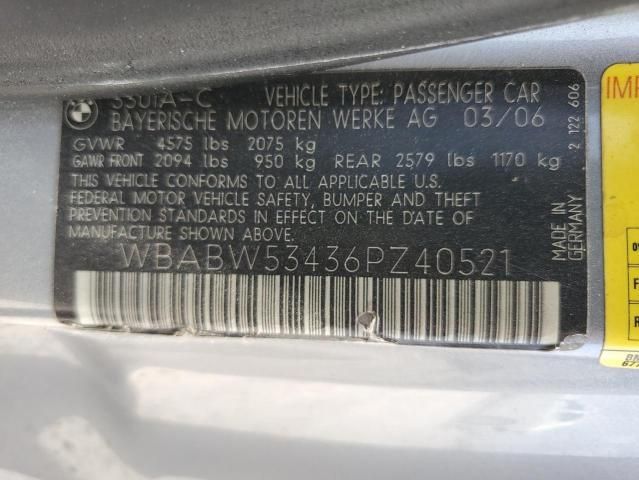 BMW
330IA-C VEHICLE TYPE: PASSENGER CAR
BAYERISCHE MOTOREN WERKE AG 03/06
GVWR 4575 lbs 2075 kg
GAWR FRONT 2094 lbs 950 kg REAR 2579 lbs 1170 kg
THIS VEHICLE CONFORMS TO ALL APPLICABLE U.S.
FEDERAL MOTOR VEHICLE SAFETY, BUMPER AND THEFT
PREVENTION STANDARDS IN EFFECT ON THE DATE OF
MANUFACTURE SHOWN ABOVE.
WBABW53436PZ40521
MADE IN
GERMANY
2 122 606
IMP
F
R